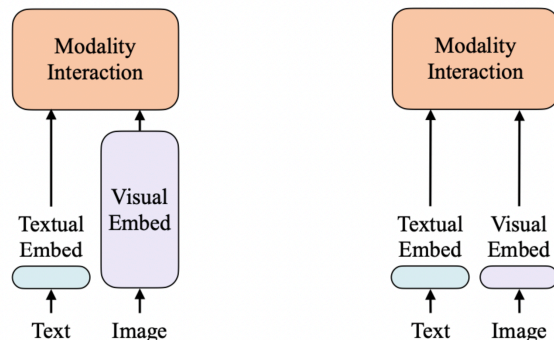 Modality
Interaction
Textual
Embed
Visual
Embed
Text
Image
Modality
Interaction
Textual
Embed
Visual
Embed
Text
Image